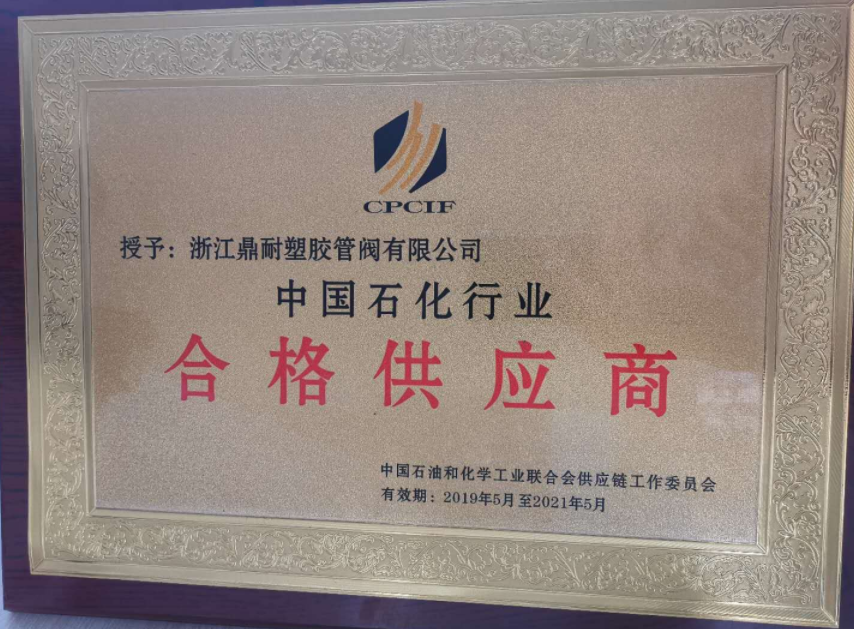 CPCIF
授予：浙江鼎耐塑胶管阀有限公司
中国石化行业
合格供应商
中国石油和化学工业联合会供应链工作委员会
有效期：2019年5月至2021年5月